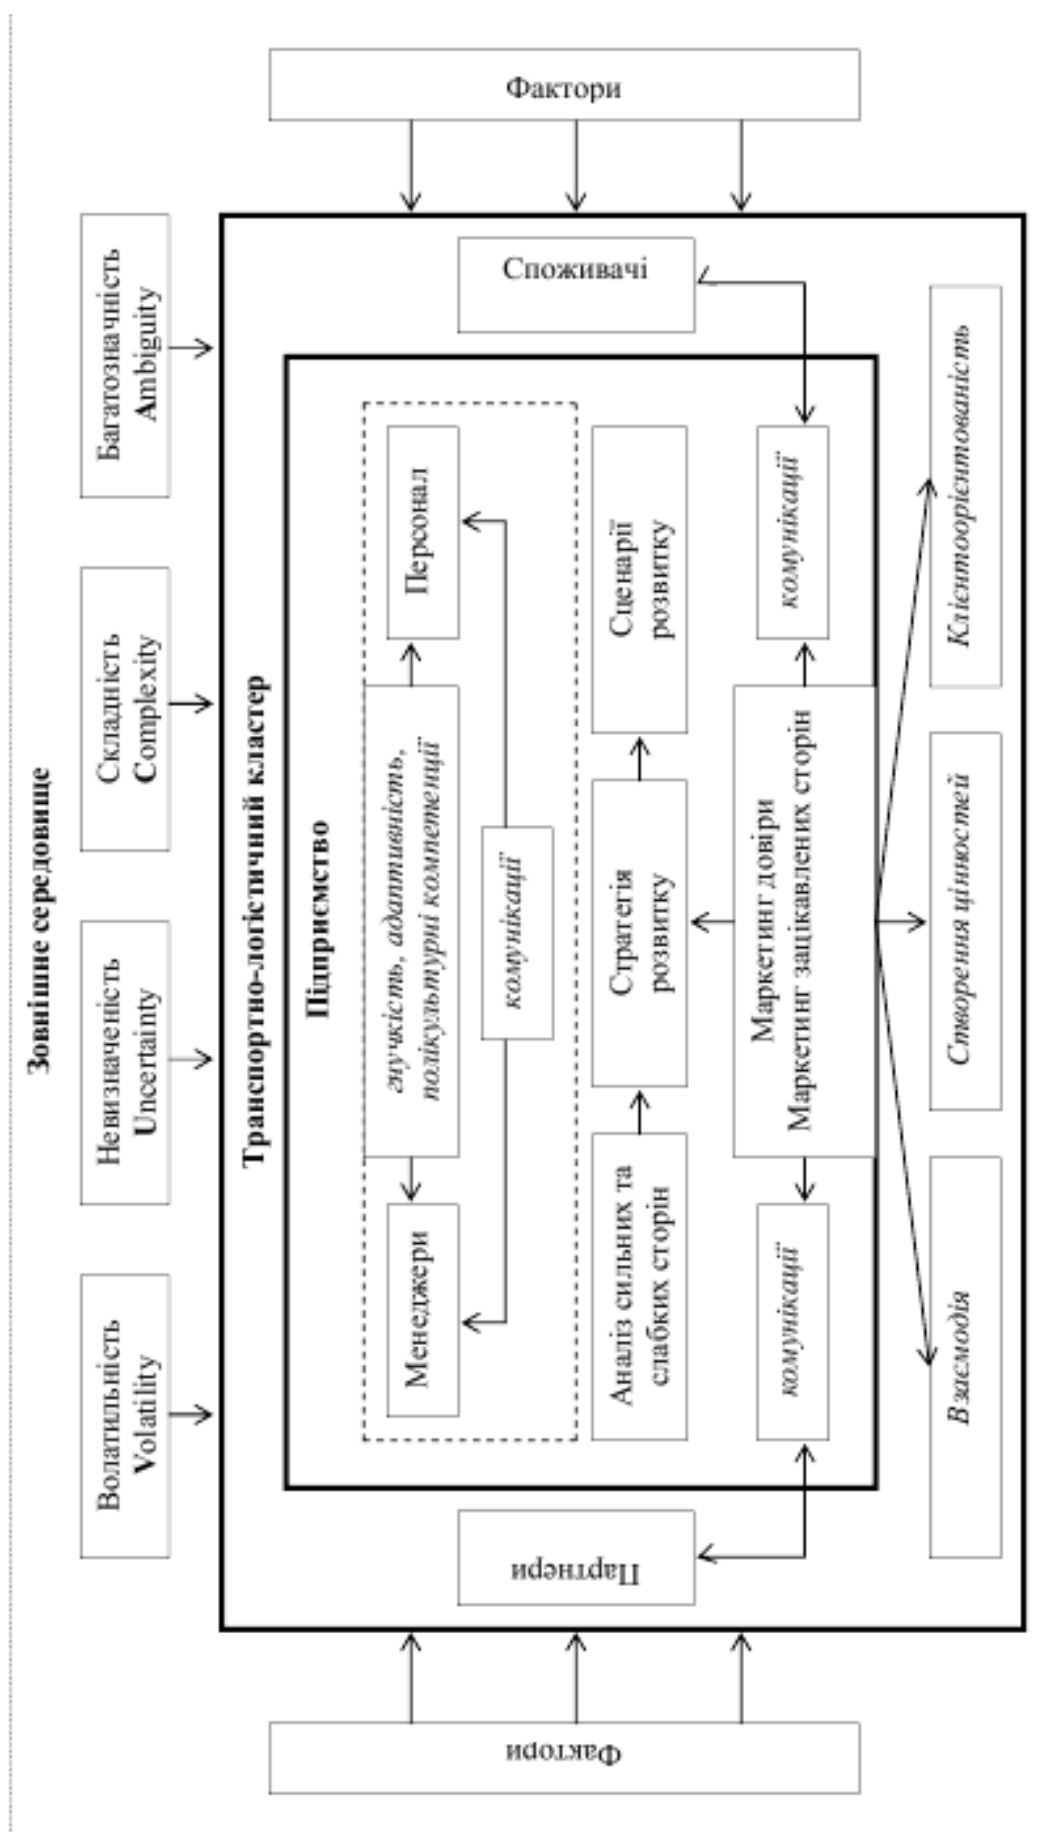 Зовнішнє середовище
Волатильність
Volatility
Невизначеність
Uncertainty
Складність
Complexity
Багатозначність
Ambiguity
Фактори
Транспортно-логістичний кластер
Партнери
Підприємство
Менеджери
гнучкість, адаптивність,
полікультурні компетенції
Персонал
комунікації
Аналіз сильних та
слабких сторін
Стратегія
розвитку
Сценарії
розвитку
комунікації
Маркетинг довіри
Маркетинг зацікавлених сторін
комунікації
Споживачі
Взаємодія
Створення цінностей
Клієнтоорієнтованість
Фактори